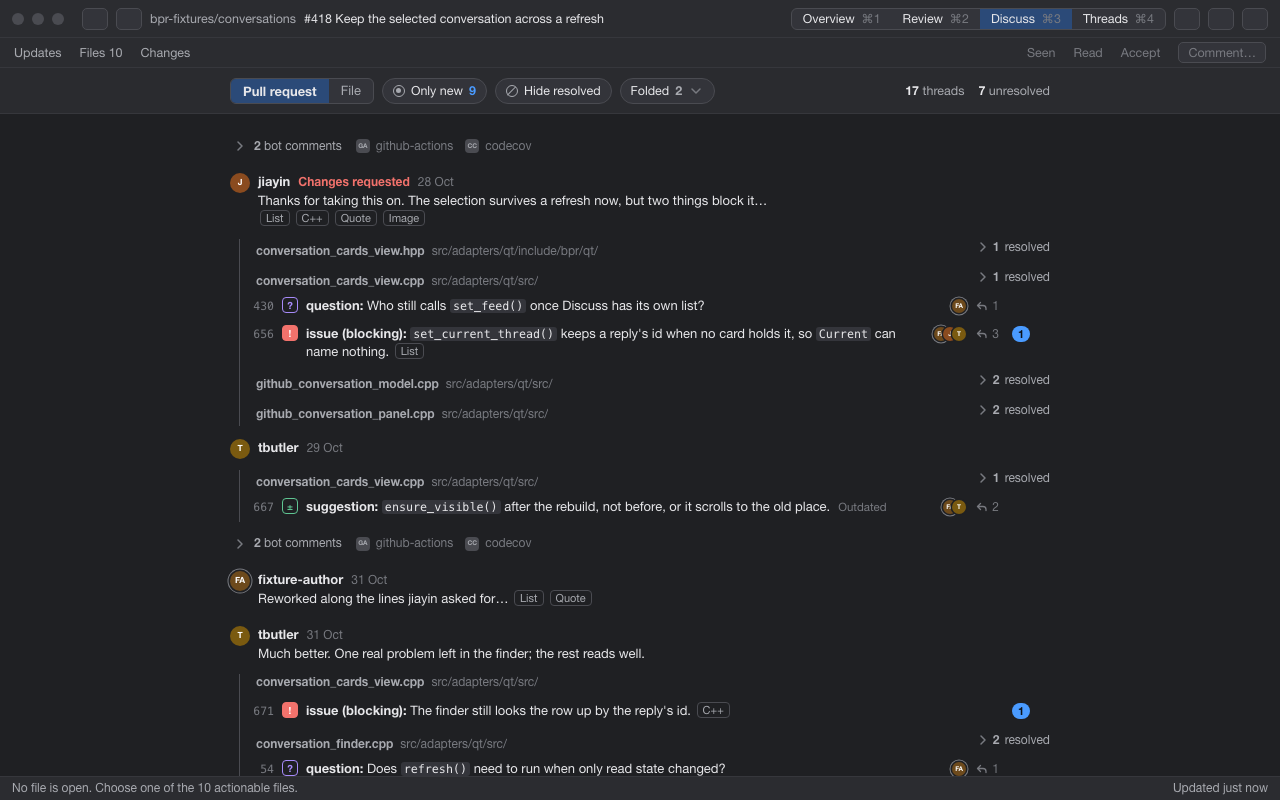 bpr-fixtures/conversations #418 Keep the selected conversation across a refresh Overview ⌘1 Review ⌘2 Discuss ⌘3 Threads ⌘4
Updates Files 10 Changes Seen Read Accept Comment…
Pull request File Only new 9 Hide resolved Folded 2 17 threads 7 unresolved
2 bot comments GA github-actions CC codecov
J jiayin Changes requested 28 Oct
Thanks for taking this on. The selection survives a refresh now, but two things block it…
List C++ Quote Image
conversation_cards_view.hpp src/adapters/qt/include/bpr/qt/ 1 resolved
conversation_cards_view.cpp src/adapters/qt/src/ 1 resolved
430 ? question: Who still calls set_feed() once Discuss has its own list? FA 1
656 ! issue (blocking): set_current_thread() keeps a reply's id when no card holds it, so Current can T 3 1
name nothing. List
github_conversation_model.cpp src/adapters/qt/src/ 2 resolved
github_conversation_panel.cpp src/adapters/qt/src/ 2 resolved
T tbutler 29 Oct
conversation_cards_view.cpp src/adapters/qt/src/ 1 resolved
667 ± suggestion: ensure_visible() after the rebuild, not before, or it scrolls to the old place. Outdated T 2
2 bot comments GA github-actions CC codecov
FA fixture-author 31 Oct
Reworked along the lines jiayin asked for… List Quote
T tbutler 31 Oct
Much better. One real problem left in the finder; the rest reads well.
conversation_cards_view.cpp src/adapters/qt/src/
671 ! issue (blocking): The finder still looks the row up by the reply's id. C++ 1
conversation_finder.cpp src/adapters/qt/src/ 2 resolved
54 ? question: Does refresh() need to run when only read state changed? FA 1
No file is open. Choose one of the 10 actionable files. Updated just now